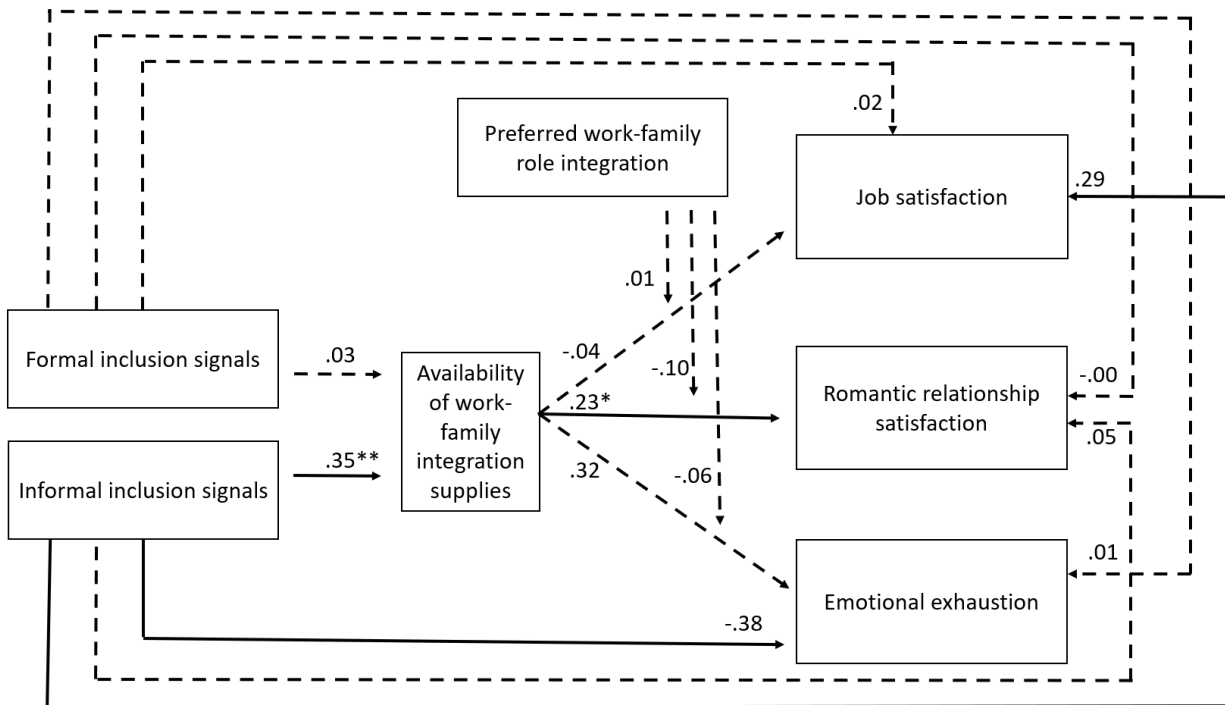 .02
Preferred work-family
role integration
Job satisfaction
.29
.01
Formal inclusion signals
.03
-.04
-.10
Availability
of work-
family
integration
supplies
.23*
Romantic relationship
satisfaction
-.00
.05
Informal inclusion signals
.35**
.32
-.06
.01
Emotional exhaustion
-.38